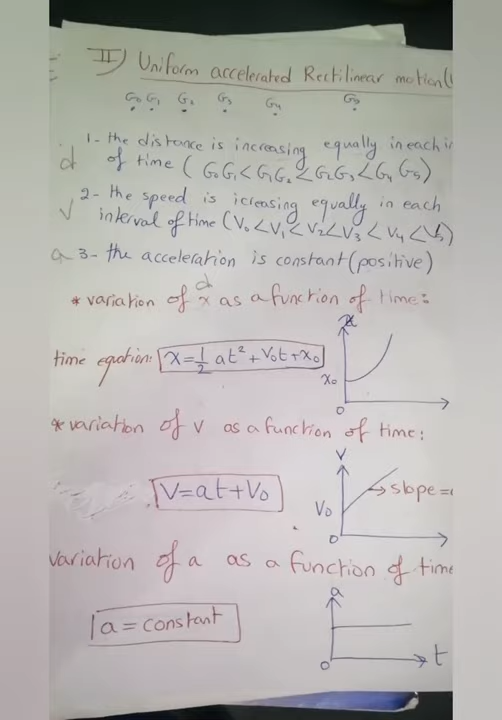 II) Uniform accelerated Rectilinear motion(
G0 G1 G2 G3 G4 G5
1- the distance is increasing equally in each
d of time ( G0G1<G1G2<G2G3<G4G5)
2- the speed is icreasing equally in each
v interval of time (V0<V1<V2<V3<V4<V5)
a 3- the acceleration is constant(positive)
d
* variation of x as a function of time:
x
time equation: x=1/2 at²+V0t+x0
x0
0
* variation of v as a function of time:
V
V=at+V0
slope=
V0
0
variation of a as a function of time
a
a = constant
0
t